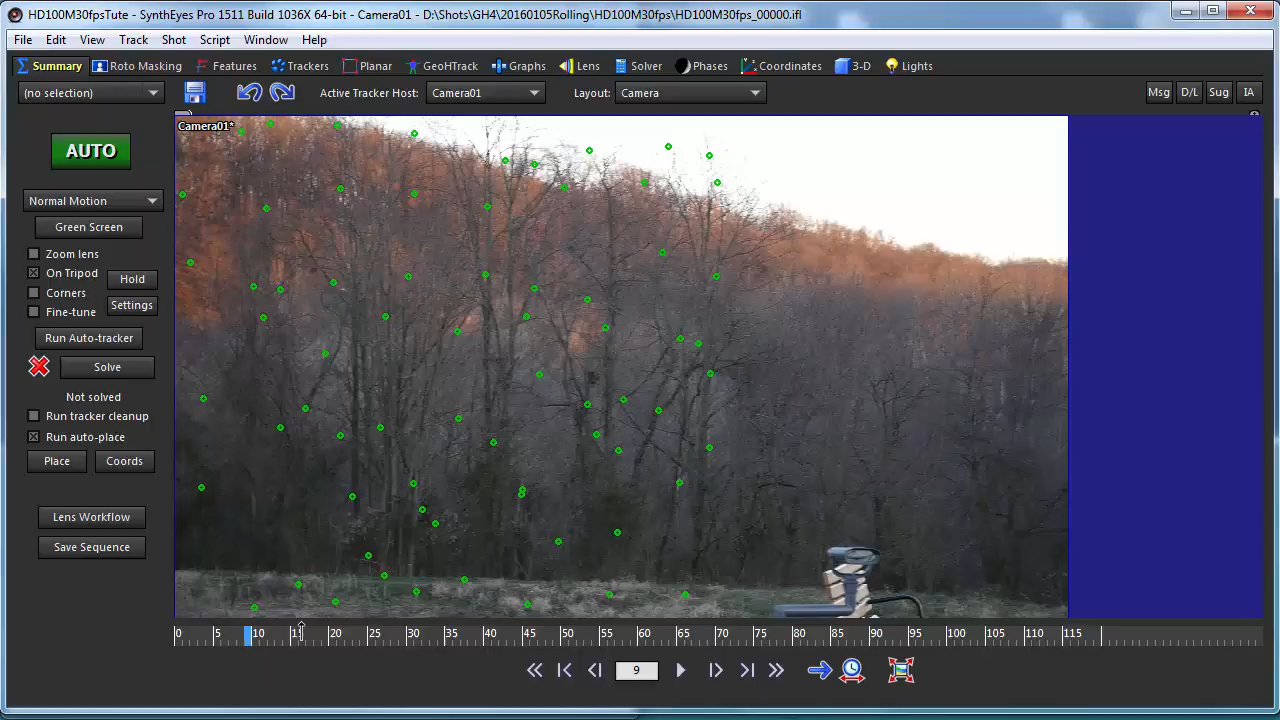 HD100M30fpsTute - SynthEyes Pro 1511 Build 1036X 64-bit - Camera01 - D:\Shots\GH4\20160105Rolling\HD100M30fps\HD100M30fps_00000.ifl
File Edit View Track Shot Script Window Help
Summary Roto Masking Features Trackers Planar GeoHTrack Graphs Lens Solver Phases Coordinates 3-D Lights
(no selection) Active Tracker Host: Camera01 Layout: Camera Msg D/L Sug IA
Camera01*
AUTO
Normal Motion
Green Screen
Zoom lens
On Tripod Hold
Corners
Fine-tune Settings
Run Auto-tracker
Solve
Not solved
Run tracker cleanup
Run auto-place
Place Coords
Lens Workflow
Save Sequence
0 5 10 15 20 25 30 35 40 45 50 55 60 65 70 75 80 85 90 95 100 105 110 115
9